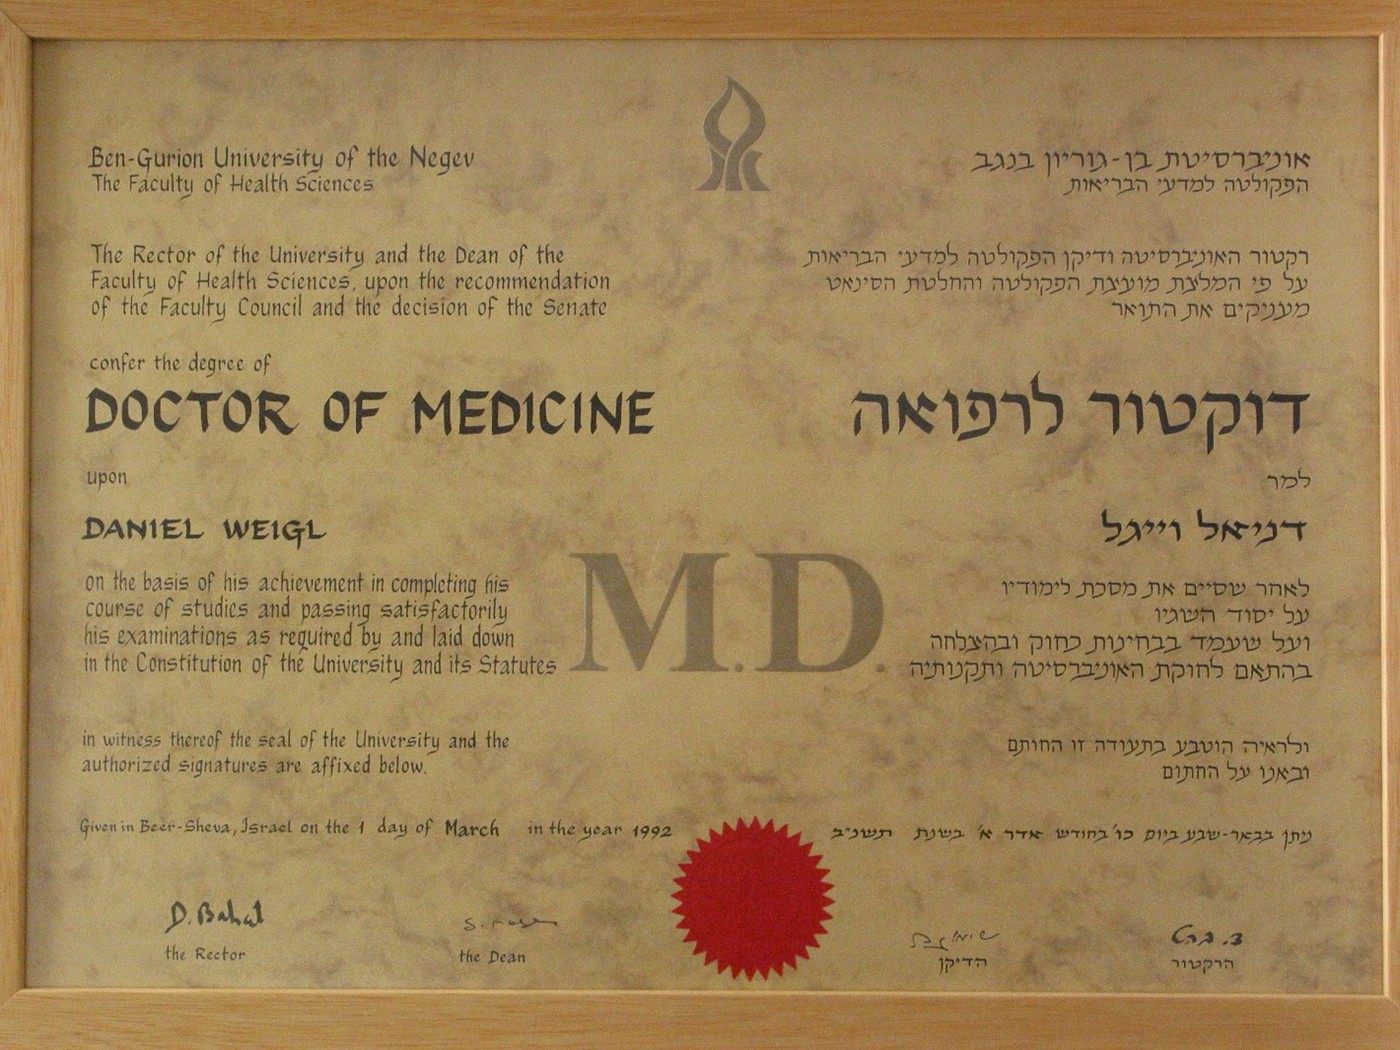 Ben-Gurion University of the Negev
The Faculty of Health Sciences
The Rector of the University and the Dean of the
Faculty of Health Sciences, upon the recommendation
of the Faculty Council and the decision of the Senate
confer the degree of
DOCTOR OF MEDICINE
upon
DANIEL WEIGL
on the basis of his achievement in completing his
course of studies and passing satisfactorily
his examinations as required by and laid down
in the Constitution of the University and its Statutes
in witness thereof the seal of the University and the
authorized signatures are affixed below.
Given in Beer-Sheva, Israel on the 1 day of March in the year 1992
D. Bahat
the Rector
the Dean
M.D.
אוניברסיטת בן-גוריון בנגב
הפקולטה למדעי הבריאות
רקטור האוניברסיטה ודיקן הפקולטה למדעי הבריאות
על פי המלצת מועצת הפקולטה והחלטת הסינאט
מעניקים את התואר
דוקטור לרפואה
למר
דניאל וייגל
לאחר שסיים את מסכת לימודיו
על יסוד השגיו
ועל שעמד בבחינות כחוק ובהצלחה
בהתאם לחוקת האוניברסיטה ותקנותיה
ולראיה הוטבע בתעודה זו החותם
ובאנו על החתום
ניתן בבאר-שבע ביום כו' בחודש אדר א' בשנת תשנ"ב
הרקטור
הדיקן